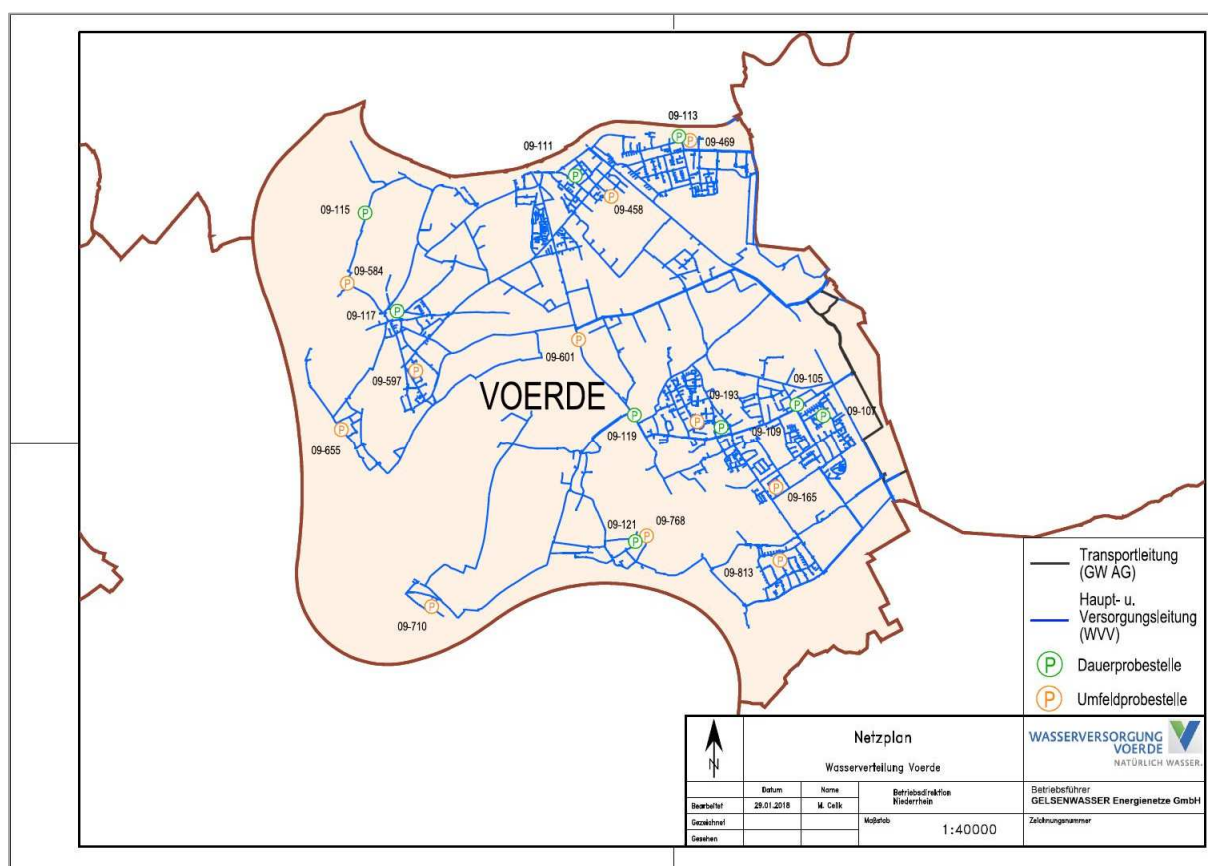 09-113
09-111
09-469
09-115
09-458
09-584
09-117
09-601
09-597
VOERDE
09-105
09-193
09-107
09-119
09-109
09-655
09-165
09-121
09-768
09-813
09-710
Transportleitung
(GW AG)
Haupt- u.
Versorgungsleitung
(WVV)
P Dauerprobestelle
P Umfeldprobestelle
N
Netzplan
Wasserverteilung Voerde
WASSERVERSORGUNG
VOERDE
NATÜRLICH WASSER.
Datum Name
Betriebsdirektion
Niederrhein
Betriebsführer
GELSENWASSER Energienetze GmbH
Bearbeitet 29.01.2018 M. Celik
Gezeichnet
Maßstab 1:40000
Zeichnungsnummer
Gesehen